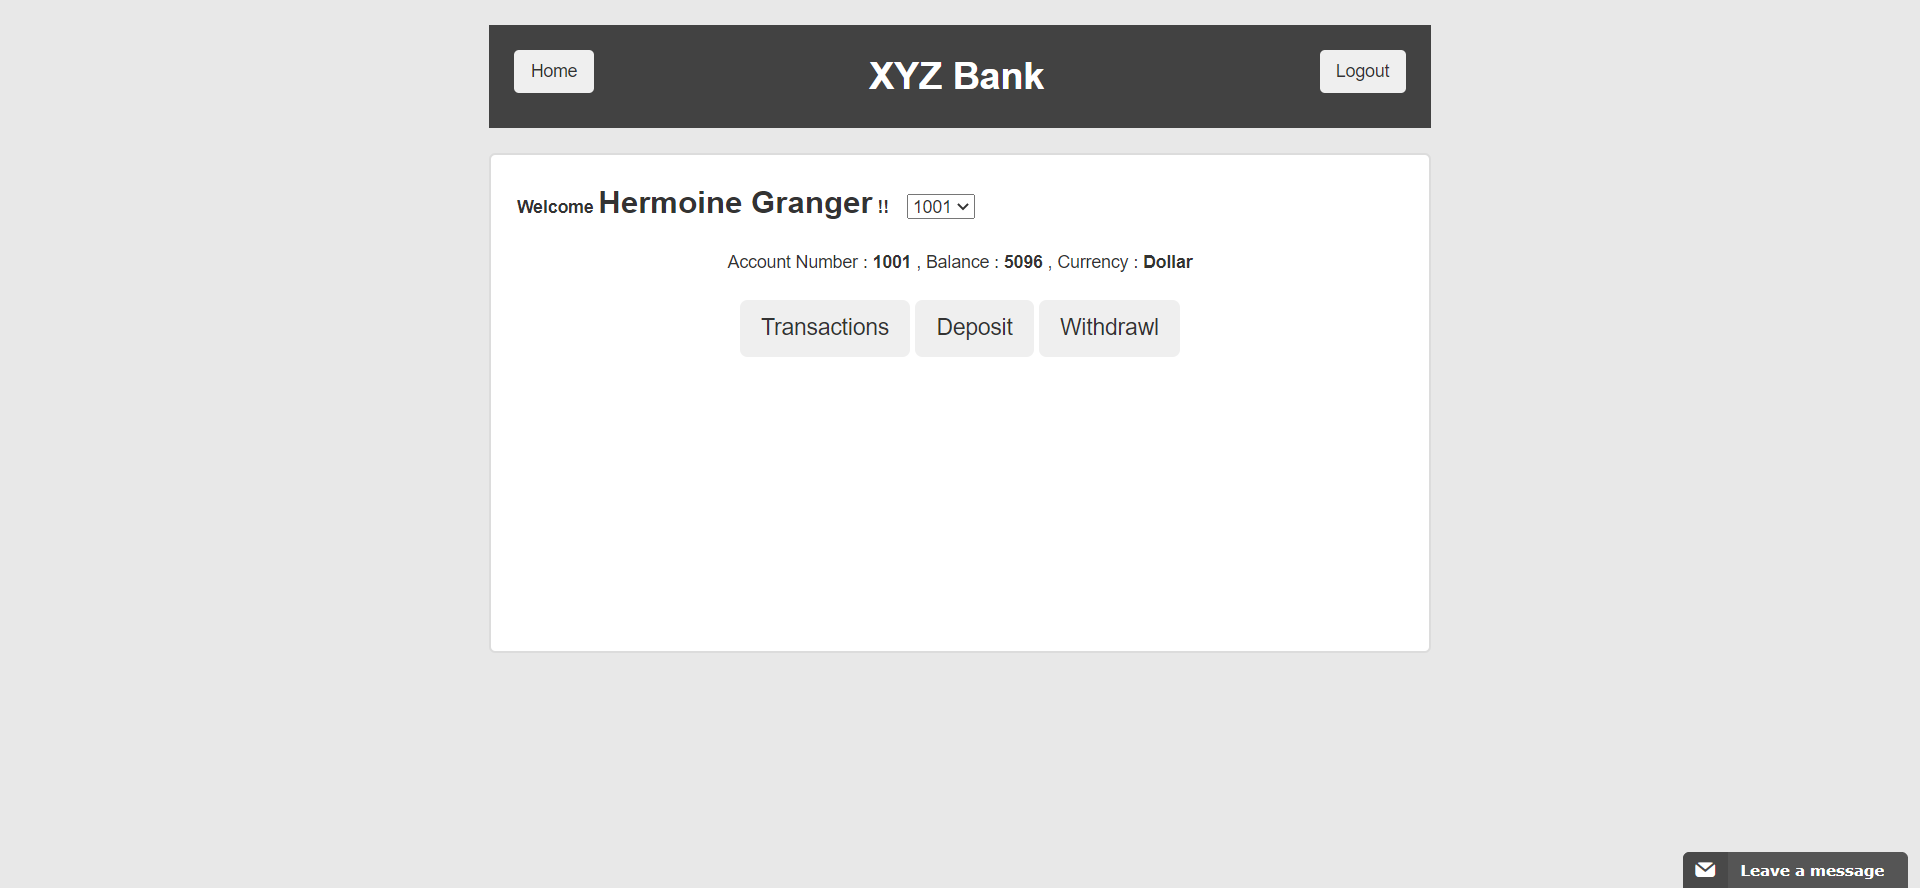 Home XYZ Bank Logout
Welcome Hermoine Granger !! 1001
Account Number : 1001 , Balance : 5096 , Currency : Dollar
Transactions Deposit Withdrawl
Leave a message